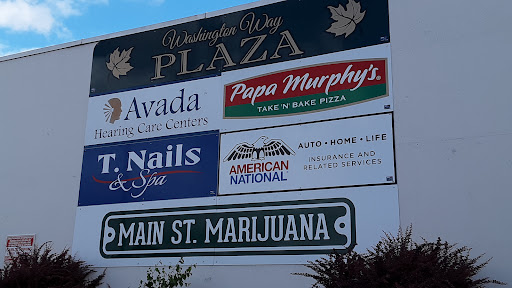 Washington Way
PLAZA
Avada
Hearing Care Centers
Papa Murphy's®
TAKE 'N' BAKE PIZZA
T. Nails
& Spa
AMERICAN
NATIONAL
AUTO • HOME • LIFE
INSURANCE AND
RELATED SERVICES
MAIN ST. MARIJUANA